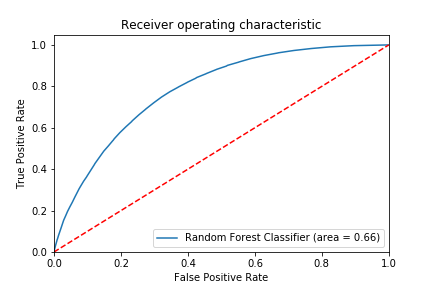 Receiver operating characteristic
True Positive Rate
1.0
0.8
0.6
0.4
0.2
0.0
Random Forest Classifier (area = 0.66)
0.0 0.2 0.4 0.6 0.8 1.0
False Positive Rate